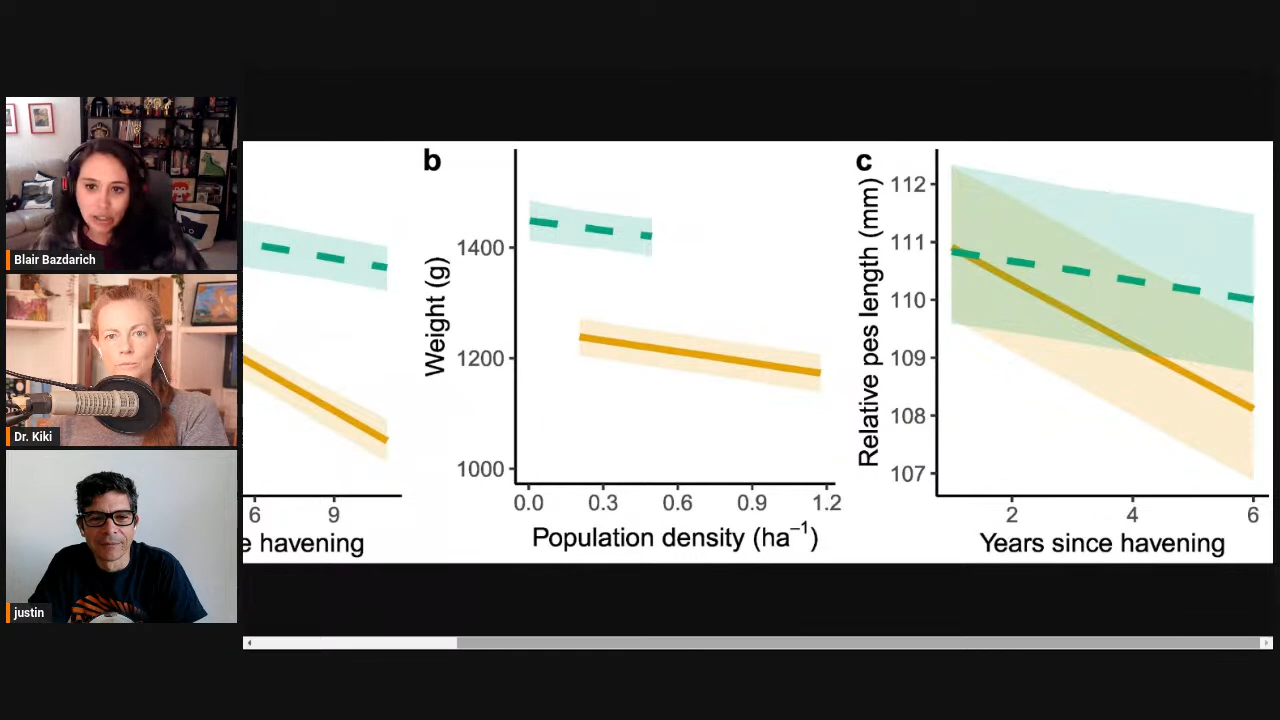 Blair Bazdarich
Dr. Kiki
justin
6
9
e havening
b
Weight (g)
1400
1200
1000
0.0
0.3
0.6
0.9
1.2
Population density (ha⁻¹)
c
Relative pes length (mm)
112
111
110
109
108
107
2
4
6
Years since havening